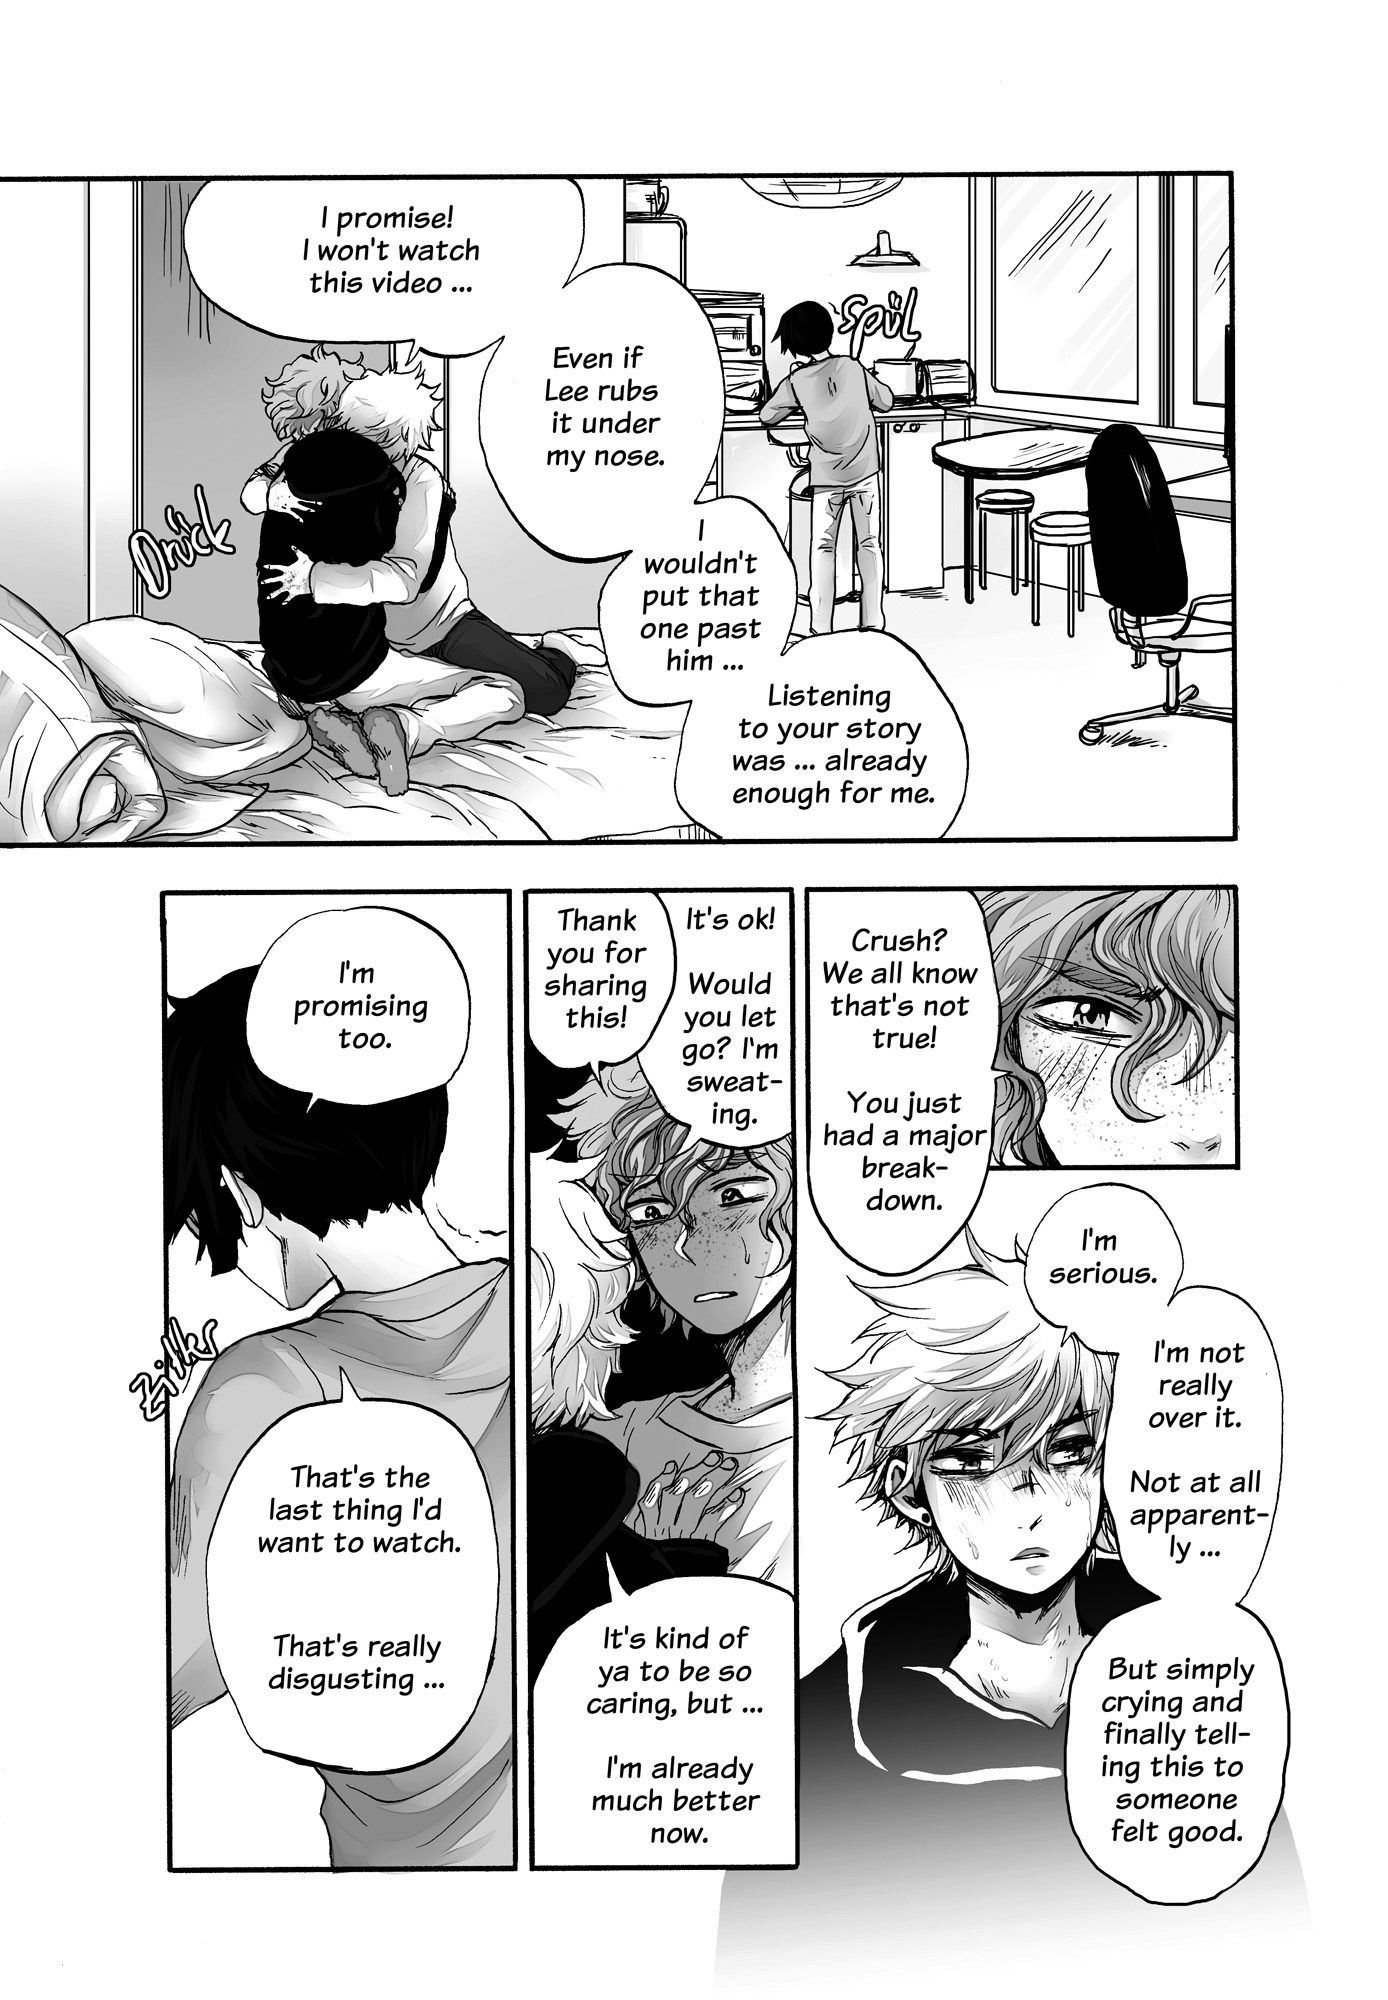 I promise!
I won't watch
this video ...
Even if
Lee rubs
it under
my nose.
I
wouldn't
put that
one past
him ...
Listening
to your story
was ... already
enough for me.
Drück
spül
I'm
promising
too.
That's the
last thing I'd
want to watch.
That's really
disgusting ...
Thank
you for
sharing
this!
It's ok!
Would
you let
go? I'm
sweat-
ing.
It's kind of
ya to be so
caring, but ...
I'm already
much better
now.
Crush?
We all know
that's not
true!
You just
had a major
break-
down.
I'm
serious.
I'm not
really
over it.
Not at all
apparent-
ly ...
But simply
crying and
finally tell-
ing this to
someone
felt good.